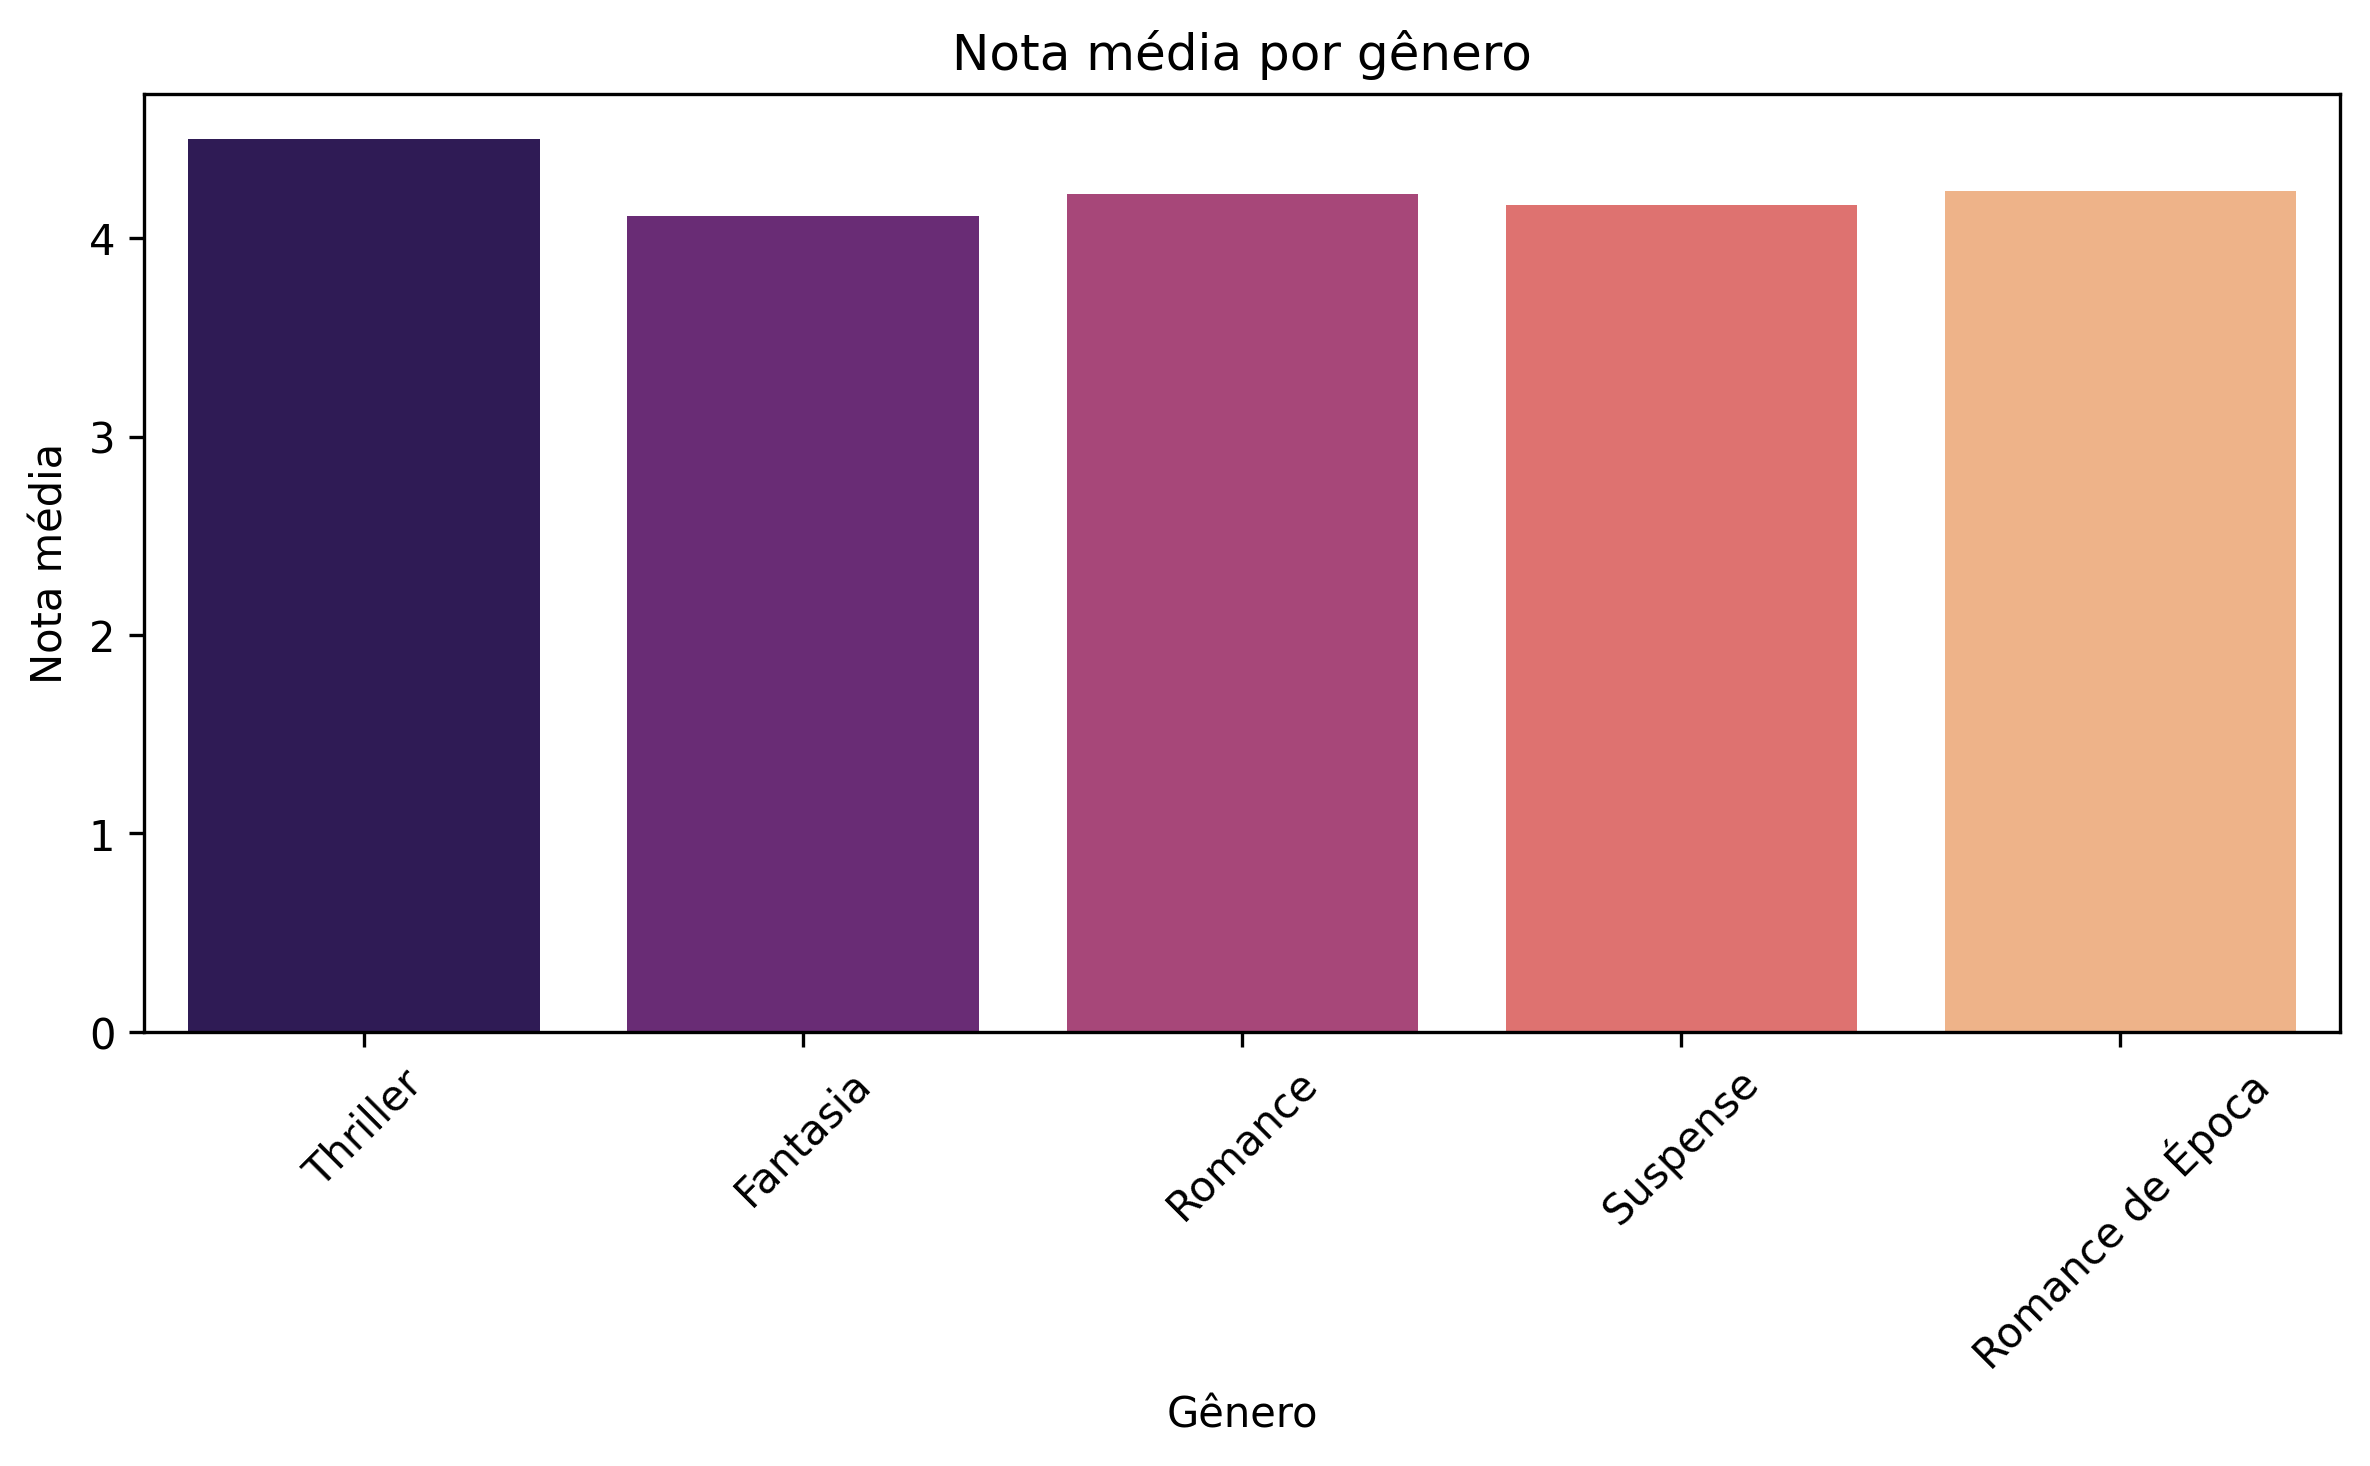 Nota média por gênero
Nota média
4
3
2
1
0
Thriller
Fantasia
Romance
Suspense
Romance de Época
Gênero